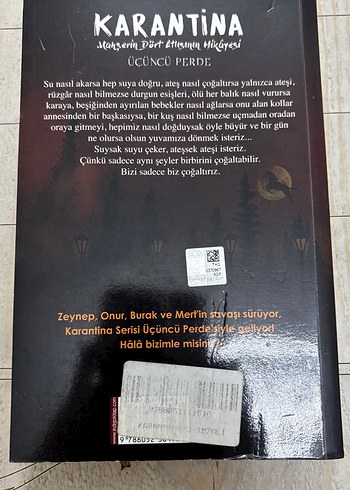 KARANTİNA
Mahşerin Dört Atlısının Hikâyesi
ÜÇÜNCÜ PERDE
Su nasıl akarsa hep suya doğru, ateş nasıl çoğaltırsa yalnızca ateşi,
rüzgâr nasıl bilmezse durgun esişleri, ölü her balık nasıl vurursa
karaya, beşiğinden ayırılan bebekler nasıl ağlarsa onu alan kollar
annesinden bir başkasıysa, bir kuş nasıl bilmezse uçmadan oradan
oraya gitmeyi, hepimiz nasıl doğduysak öyle büyür ve bir gün
ne olursa olsun yuvamıza dönmek isteriz...
Suysak suyu çeker, ateşsek ateşi isteriz.
Çünkü sadece aynı şeyler birbirini çoğaltabilir.
Bizi sadece biz çoğaltırız.
Zeynep, Onur, Burak ve Mert'in savaşı sürüyor,
Karantina Serisi Üçüncü Perde'siyle geliyor!
Hâlâ bizimle misiniz?